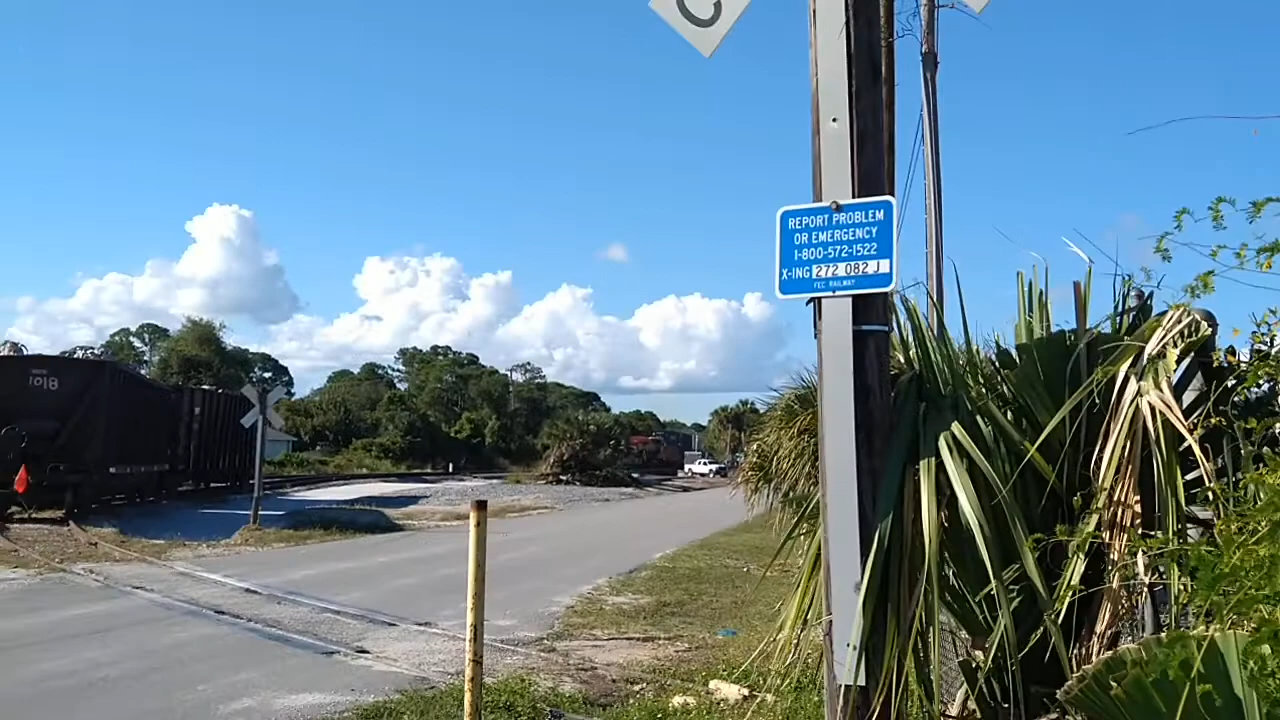 C
REPORT PROBLEM
OR EMERGENCY
1-800-572-1522
X-ING 272 082 J
FEC RAILWAY
1018